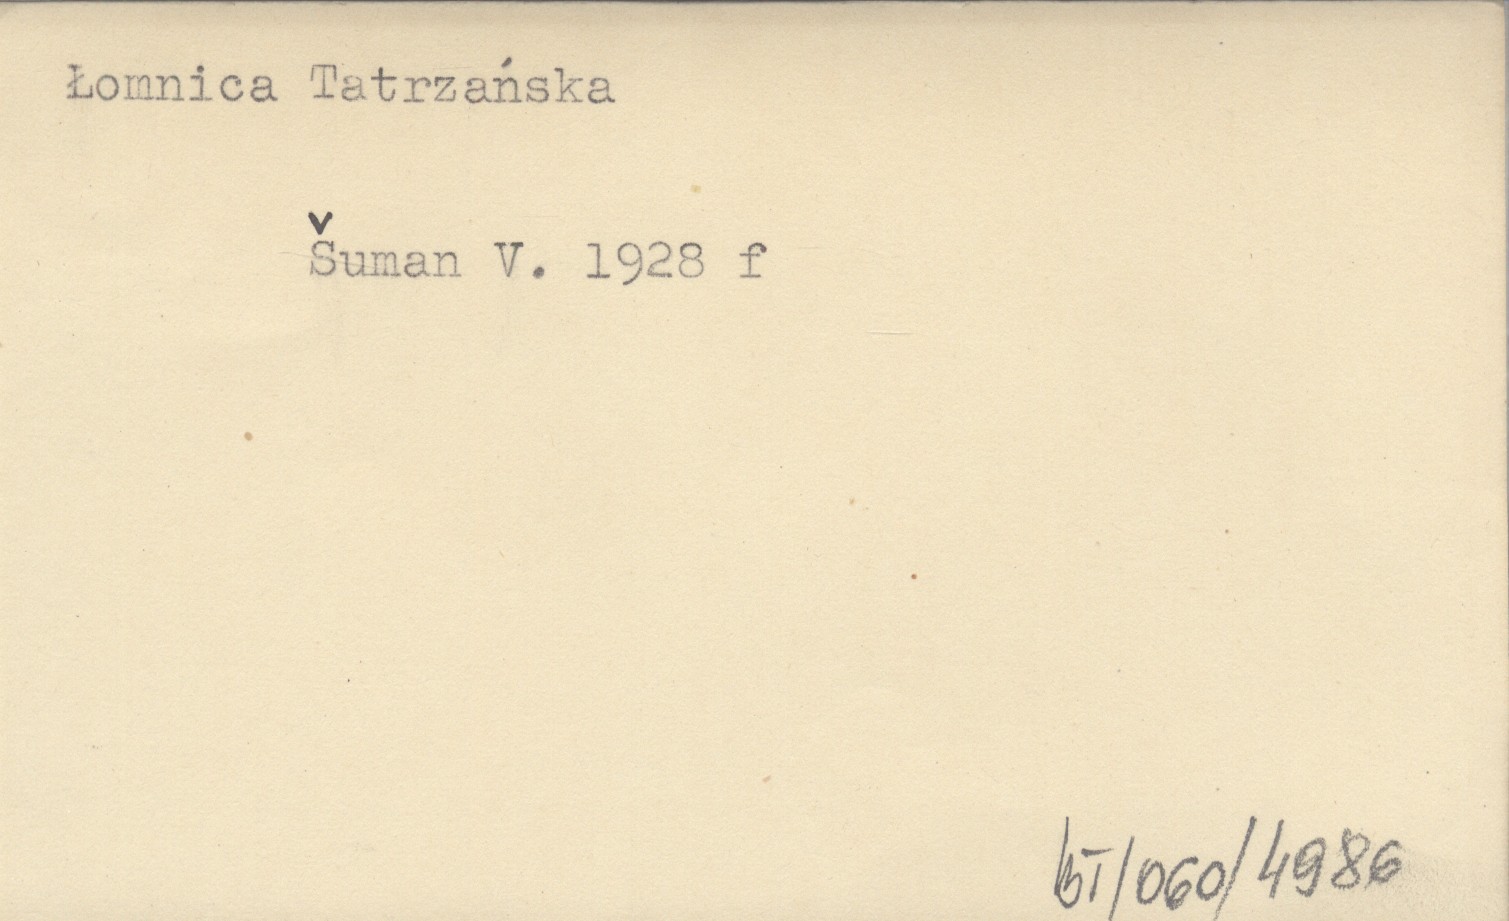 Łomnica Tatrzańska
Šuman V. 1928 f
BT/060/4986